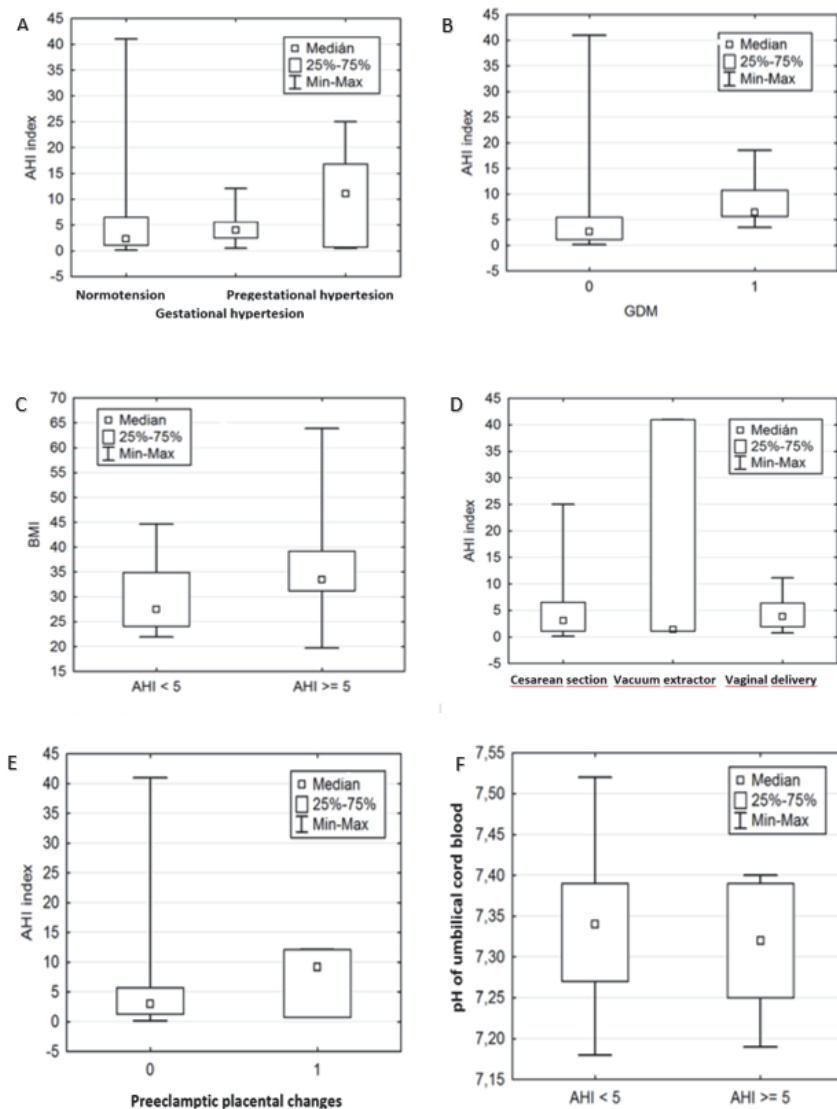 A
45
40
35
30
25
20
15
10
5
0
-5
AHI index
Medián
25%-75%
Min-Max
Normotension
Pregestational hypertesion
Gestational hypertesion
B
45
40
35
30
25
20
15
10
5
0
-5
AHI index
Median
25%-75%
Min-Max
0
1
GDM
C
70
65
60
55
50
45
40
35
30
25
20
15
BMI
Median
25%-75%
Min-Max
AHI < 5
AHI >= 5
D
45
40
35
30
25
20
15
10
5
0
-5
AHI index
Medián
25%-75%
Min-Max
Cesarean section
Vacuum extractor
Vaginal delivery
E
45
40
35
30
25
20
15
10
5
0
-5
AHI index
Median
25%-75%
Min-Max
0
1
Preeclamptic placental changes
F
7,55
7,50
7,45
7,40
7,35
7,30
7,25
7,20
7,15
pH of umbilical cord blood
Median
25%-75%
Min-Max
AHI < 5
AHI >= 5